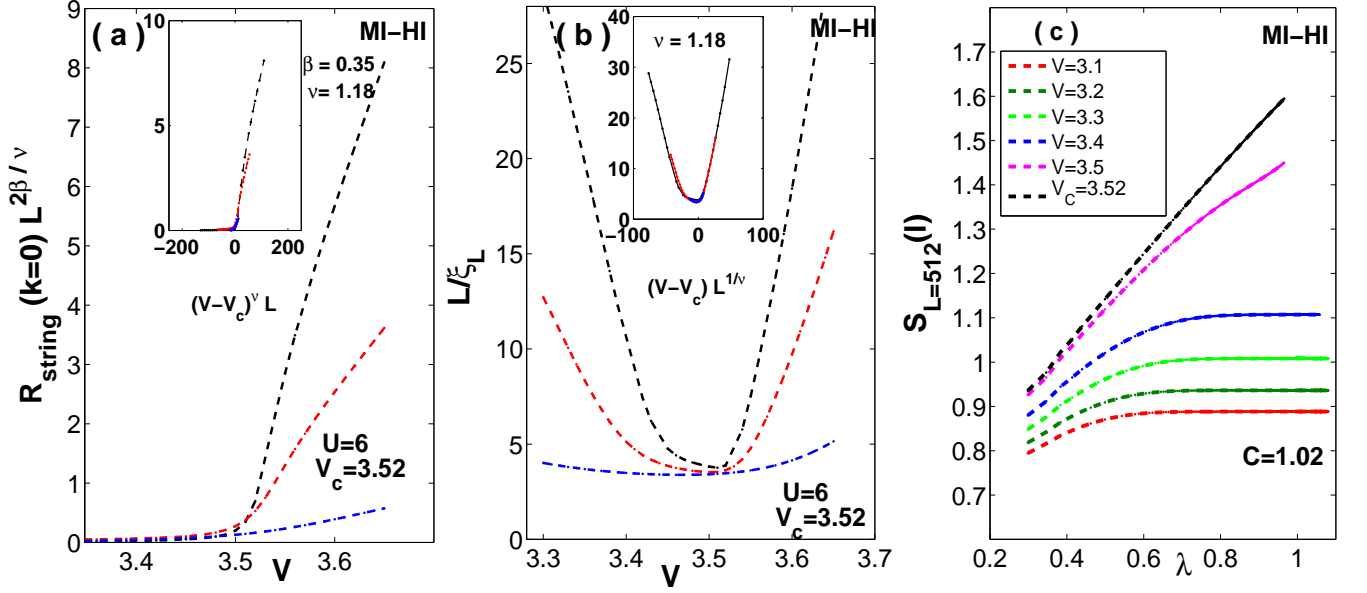 ( a )
MI−HI
R_string (k=0) L^{2β / ν}
9
8
7
6
5
4
3
2
1
0
10
5
0
−200
0
200
β = 0.35
ν= 1.18
(V−V_c)^ν L
U=6
V_c=3.52
3.4
3.5
3.6
V
( b )
MI−HI
L/ξ_L
25
20
15
10
5
0
40
30
20
10
0
−100
0
100
ν = 1.18
(V−V_c) L^{1/ν}
U=6
V_c=3.52
3.3
3.4
3.5
3.6
3.7
V
( c )
MI−HI
S_{L=512}(l)
1.7
1.6
1.5
1.4
1.3
1.2
1.1
1
0.9
0.8
0.7
V=3.1
V=3.2
V=3.3
V=3.4
V=3.5
V_C=3.52
C=1.02
0.2
0.4
0.6
0.8
1
λ